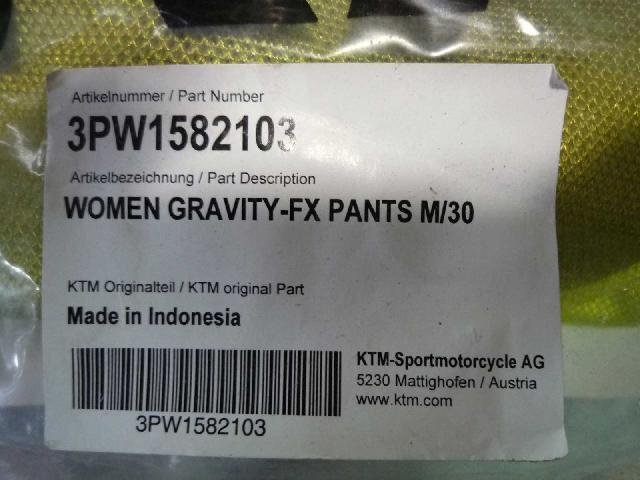 Artikelnummer / Part Number
3PW1582103
Artikelbezeichnung / Part Description
WOMEN GRAVITY-FX PANTS M/30
KTM Originalteil / KTM original Part
Made in Indonesia
KTM-Sportmotorcycle AG
5230 Mattighofen / Austria
www.ktm.com
3PW1582103